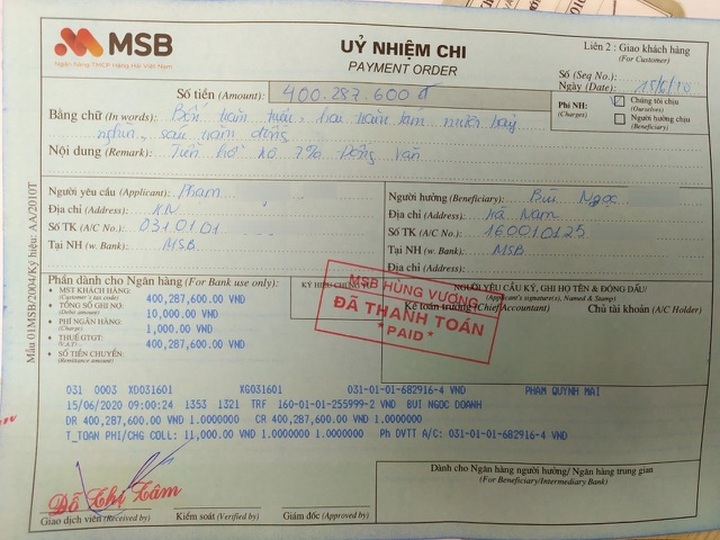 MSB
Ngân hàng TMCP Hàng Hải Việt Nam
UỶ NHIỆM CHI
PAYMENT ORDER
Liên 2 : Giao khách hàng
(For Customer)
Số (Seq No.):
Ngày (Date): 15/6/
Số tiền (Amount): 400.287.600đ
Phí NH:
(Charges)
Chúng tôi chịu
(Ourselves)
Người hưởng chịu
(Beneficiary)
Bằng chữ (In words): Bốn trăm triệu, hai trăm tám mươi bảy
nghìn, sáu trăm đồng
Nội dung (Remark): Tiền hồ sơ 7% Đồng Văn
Người yêu cầu (Applicant): Phạm
Địa chỉ (Address): HN
Số TK (A/C No.): 0310101
Tại NH (w. Bank): MSB
Người hưởng (Beneficiary): Bùi Ngọc
Địa chỉ (Address): Hà Nam
Số TK (A/C No.): 160010125
Tại NH (w. Bank): MSB
Địa chỉ (Address):
Phần dành cho Ngân hàng (For Bank use only):
MST KHÁCH HÀNG:
(Customer's tax code)
TỔNG SỐ GHI NỢ:
(Debit amount)
PHÍ NGÂN HÀNG:
(Charge)
THUẾ GTGT:
(V.A.T)
SỐ TIỀN CHUYỂN:
(Remittance amount)
400,287,600.00 VND
10,000.00 VND
1,000.00 VND
400,287,600.00 VND
KÝ HIỆU CHỨNG TỪ
NGƯỜI YÊU CẦU KÝ, GHI HỌ TÊN & ĐÓNG DẤU
Applicant's signature(s), Named & Stamp
Kế toán trưởng (Chief Accountant)
Chủ tài khoản (A/C Holder)
MSB HÙNG VƯƠNG
ĐÃ THANH TOÁN
*PAID*
031 0003 XD031601 XG031601 031-01-01-682916-4 VND PHAM QUYNH MAI
15/06/2020 09:00:24 1353 1321 TRF 160-01-01-255999-2 VND BUI NGOC DOANH
DR 400,287,600.00 VND 1.0000000 CR 400,287,600.00 VND 1.0000000
T_TOAN PHI/CHG COLL: 11,000.00 VND 1.0000000 1.0000000 Ph DVTT A/C: 031-01-01-682916-4 VND
Đỗ Thị Tâm
Giao dịch viên (Received by)
Kiểm soát (Verified by)
Giám đốc (Approved by)
Dành cho Ngân hàng người hưởng/ Ngân hàng trung gian
(For Beneficiary/Intermediary Bank)
Mẫu 01MSB/2004/Ký hiệu: AA/2010T